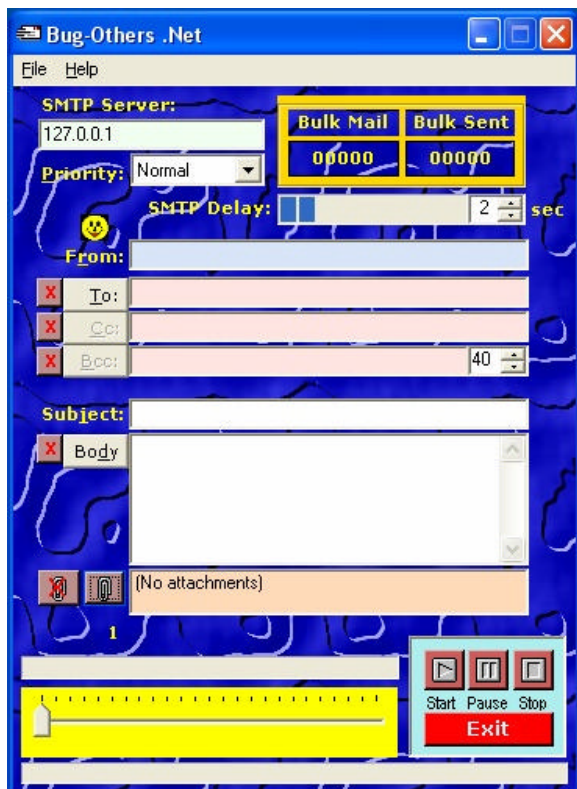 Bug-Others .Net
File Help
SMTP Server:
127.0.0.1
Bulk Mail Bulk Sent
00000 00000
Priority: Normal
SMTP Delay: 2 sec
From:
X To:
X Cc:
X Bcc: 40
Subject:
X Body
(No attachments)
1
Start Pause Stop
Exit